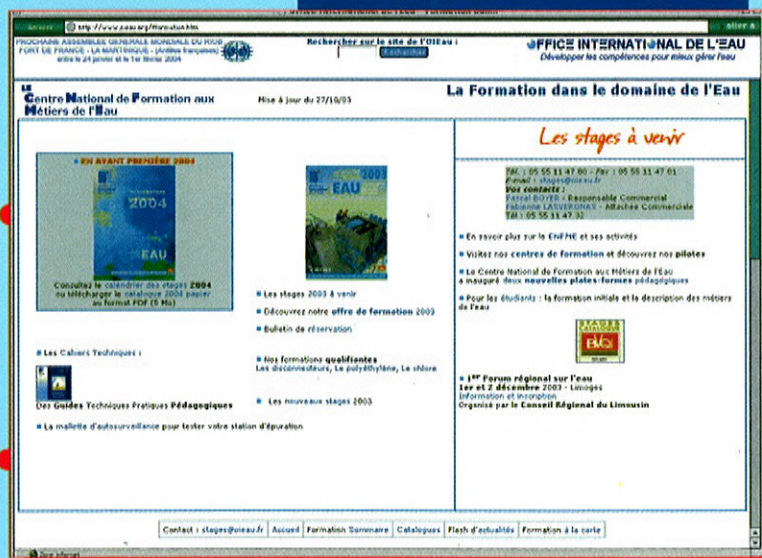 http://www.oieau.org/fformation.htm
PROCHAINE ASSEMBLEE GENERALE MONDIALE DU RIOB
FORT DE FRANCE - LA MARTINIQUE - (Antilles françaises)
entre le 24 janvier et le 1er février 2004
Rechercher sur le site de l'OIEau :
Rechercher
OFFICE INTERNATIONAL DE L'EAU
Développer les compétences pour mieux gérer l'eau
LE
Centre National de Formation aux
Métiers de l'Eau
Mise à jour du 27/10/03
La Formation dans le domaine de l'Eau
EN AVANT PREMIÈRE 2004
2004
EAU
Consultez le calendrier des stages 2004
ou télécharger le catalogue 2004 papier
au format PDF (5 Mo)
Les Cahiers Techniques :
Des Guides Techniques Pratiques Pédagogiques
La mallette d'autosurveillance pour tester votre station d'épuration
2003
EAU
Les stages 2003 à venir
Découvrez notre offre de formation 2003
Bulletin de réservation
Nos formations qualifiantes
Les disconnecteurs, Le polyéthylène, Le chlore
Les nouveaux stages 2003
Les stages à venir
Tél. : 05 55 11 47 80 - Fax : 05 55 11 47 01
E-mail : stages@oieau.fr
Vos contacts :
Pascal BOYER - Responsable Commercial
Fabienne LASVERGNAS - Attachée Commerciale
Tél : 05 55 11 47 32
En savoir plus sur le CNFME et ses activités
Visitez nos centres de formation et découvrez nos pilotes
Le Centre National de Formation aux Métiers de l'Eau
a inauguré deux nouvelles plates-formes pédagogiques
Pour les étudiants : la formation initiale et la description des métiers
de l'eau
STAGES
CATALOGUE
BVQI
1er Forum régional sur l'eau
1er et 2 décembre 2003 - Limoges
Information et inscription
Organisé par le Conseil Régional du Limousin
Contact : stages@oieau.fr Accueil Formation Sommaire Catalogues Flash d'actualités Formation à la carte
Zone Internet